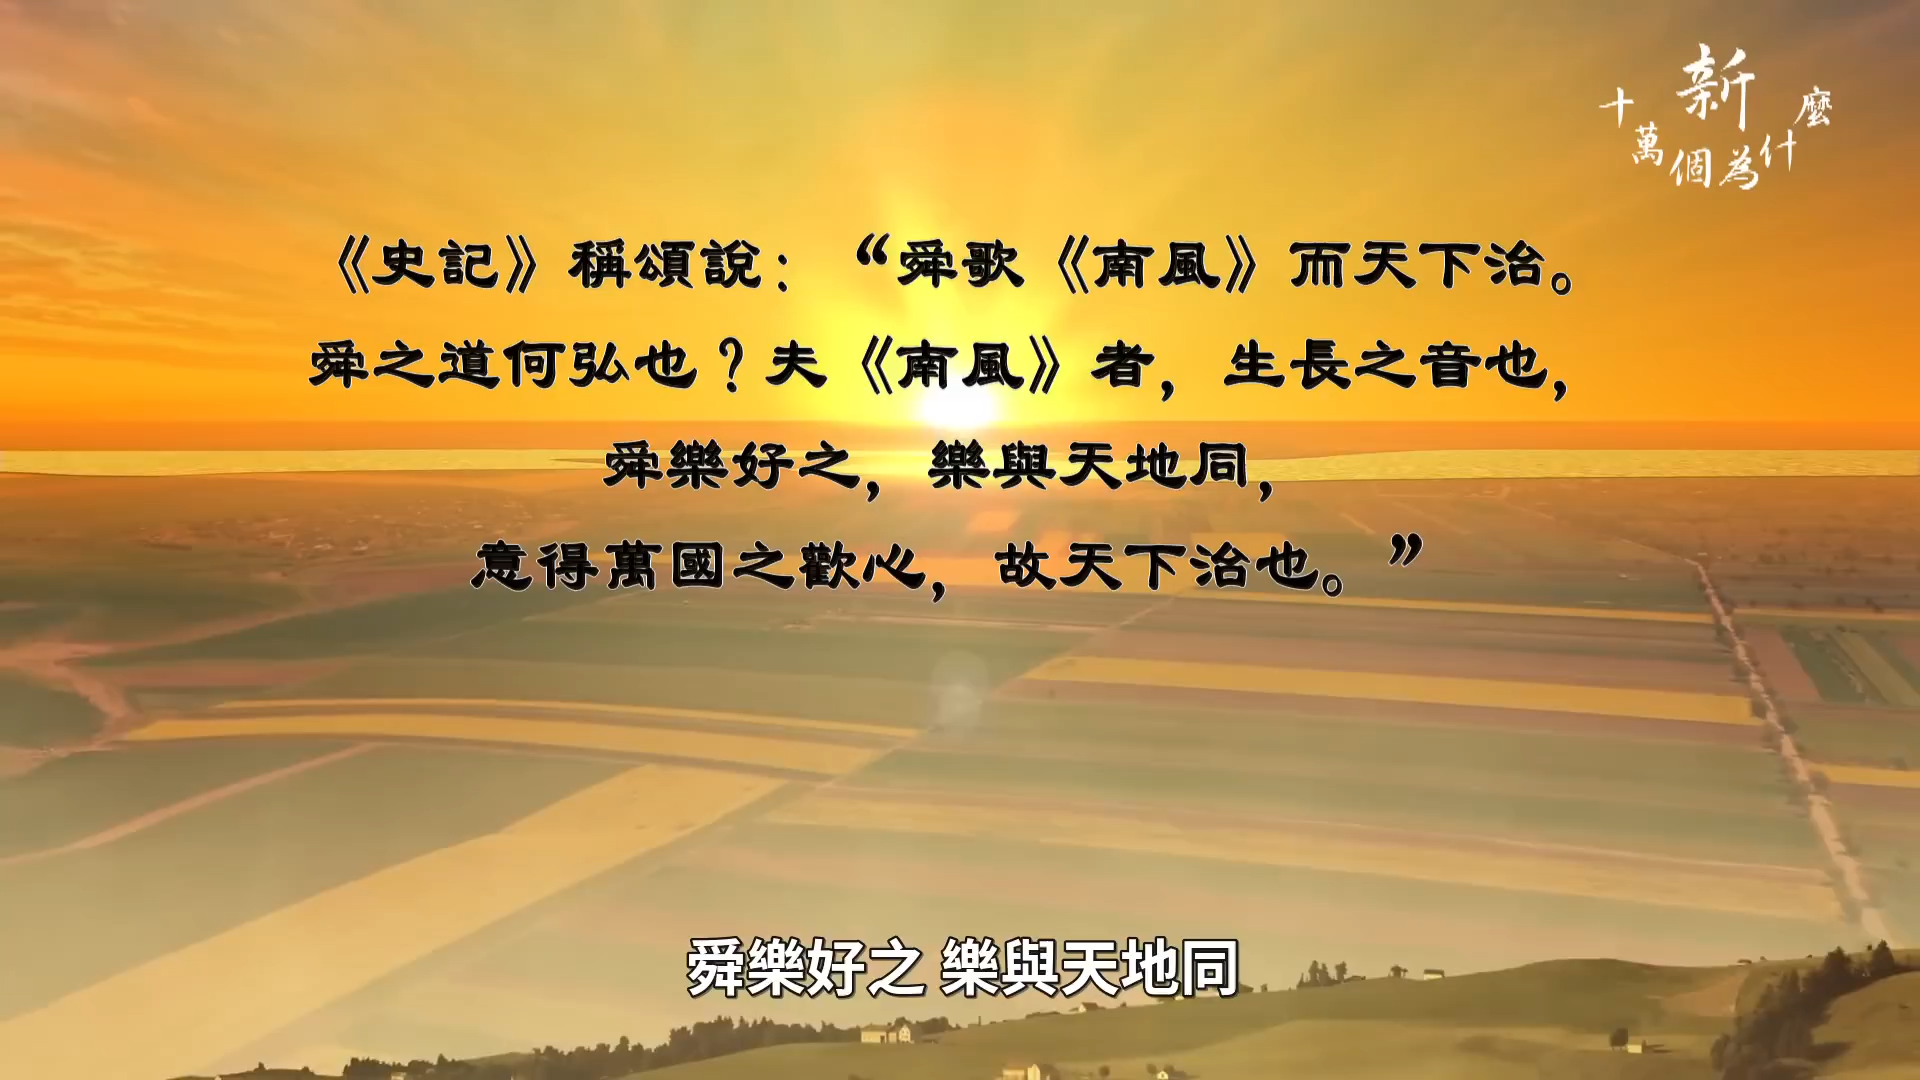 新
十萬個為什麼
《史記》稱頌說：“舜歌《南風》而天下治。
舜之道何弘也？夫《南風》者，生長之音也，
舜樂好之，樂與天地同，
意得萬國之歡心，故天下治也。”
舜樂好之 樂與天地同